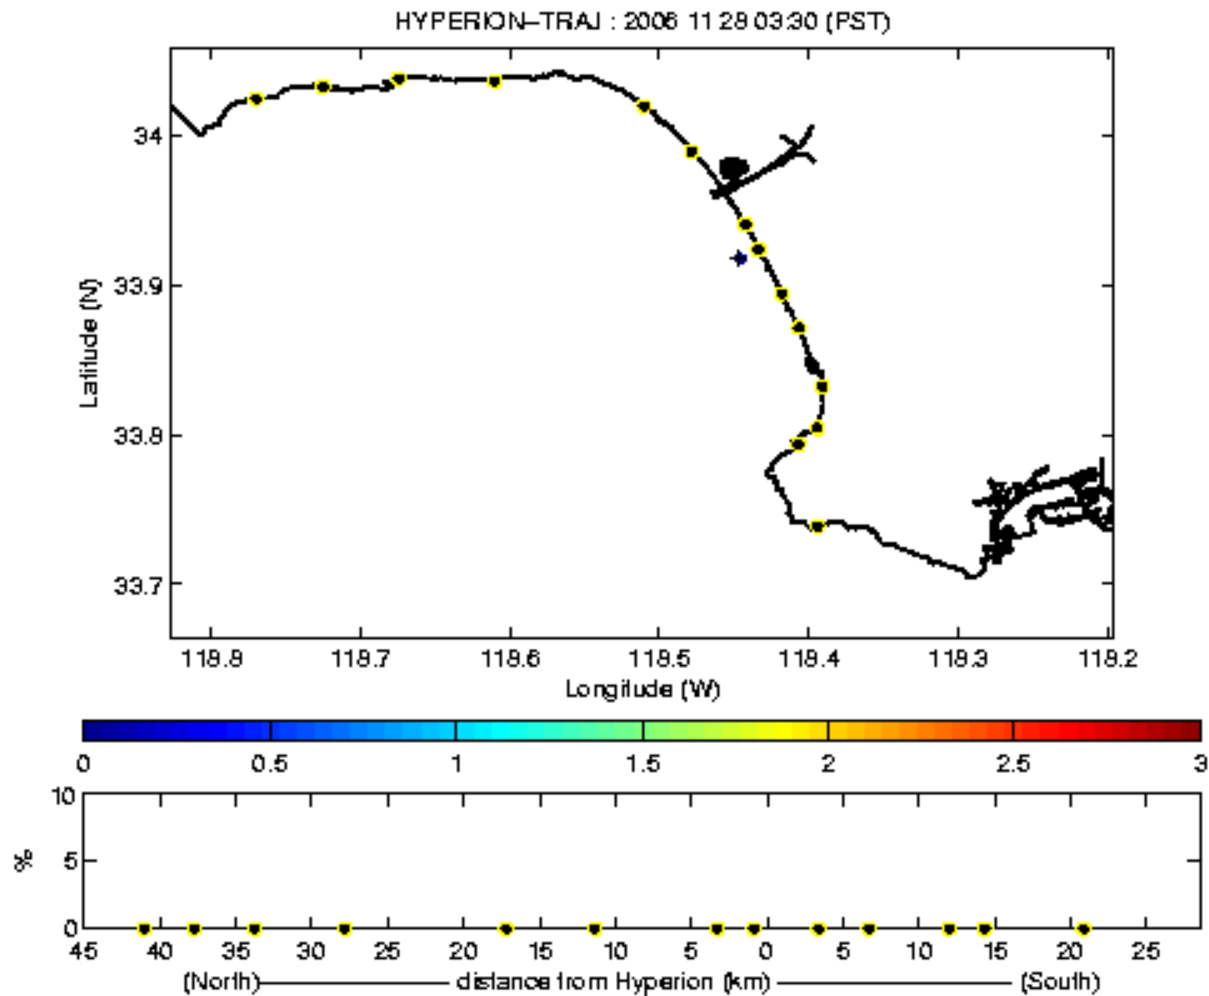 HYPERION-TRAJ : 2006 11 28 03:30 (PST)
34
33.9
33.8
33.7
Latitude (N)
118.8 118.7 118.6 118.5 118.4 118.3 118.2
Longitude (W)
0 0.5 1 1.5 2 2.5 3
10
5
0
%
45 40 35 30 25 20 15 10 5 0 5 10 15 20 25
(North) distance from Hyperion (km) (South)